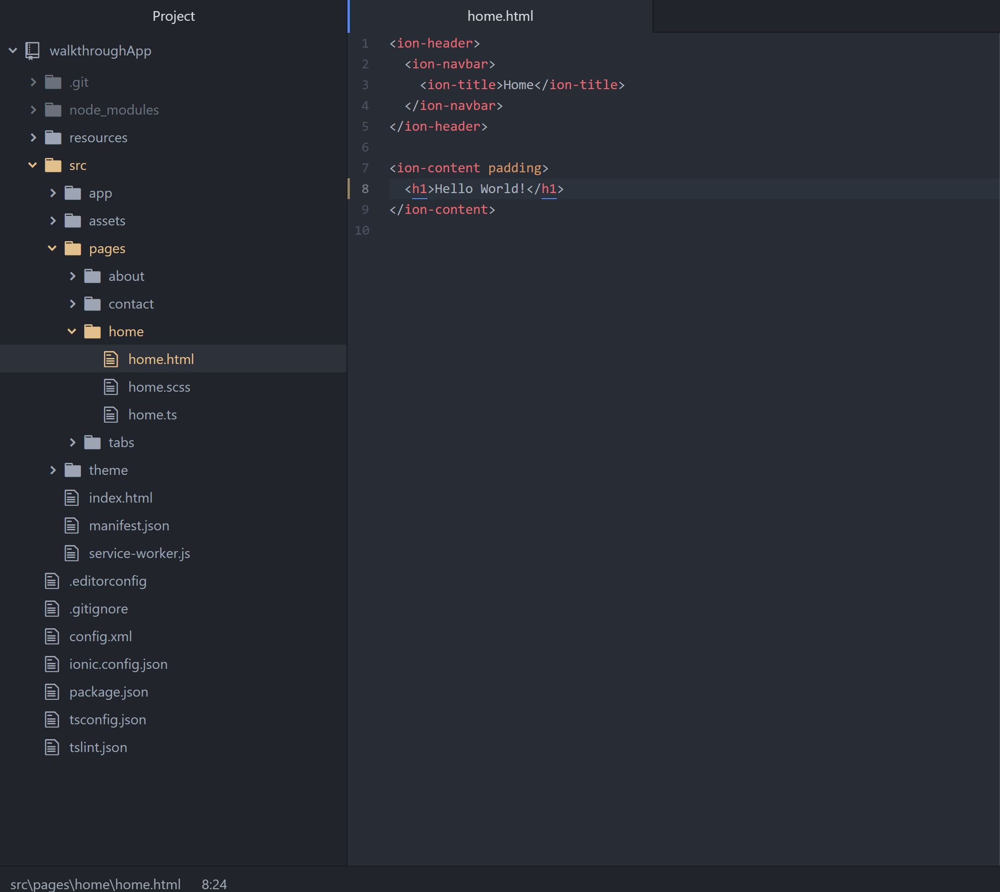 Project
walkthroughApp
.git
node_modules
resources
src
app
assets
pages
about
contact
home
home.html
home.scss
home.ts
tabs
theme
index.html
manifest.json
service-worker.js
.editorconfig
.gitignore
config.xml
ionic.config.json
package.json
tsconfig.json
tslint.json
home.html
1 <ion-header>
2   <ion-navbar>
3     <ion-title>Home</ion-title>
4   </ion-navbar>
5 </ion-header>
6
7 <ion-content padding>
8   <h1>Hello World!</h1>
9 </ion-content>
10
src\pages\home\home.html 8:24